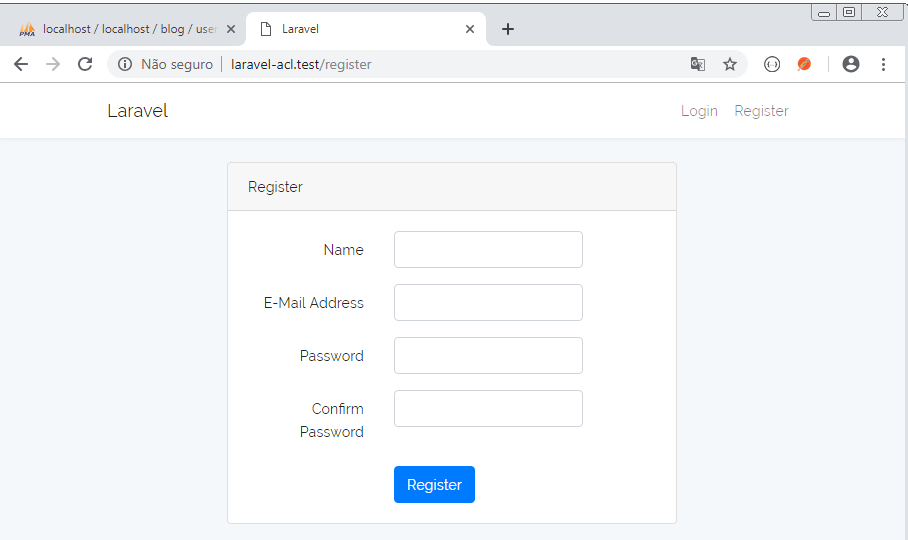 PMA localhost / localhost / blog / user
Laravel
Não seguro | laravel-acl.test/register
Laravel
Login Register
Register
Name
E-Mail Address
Password
Confirm
Password
Register